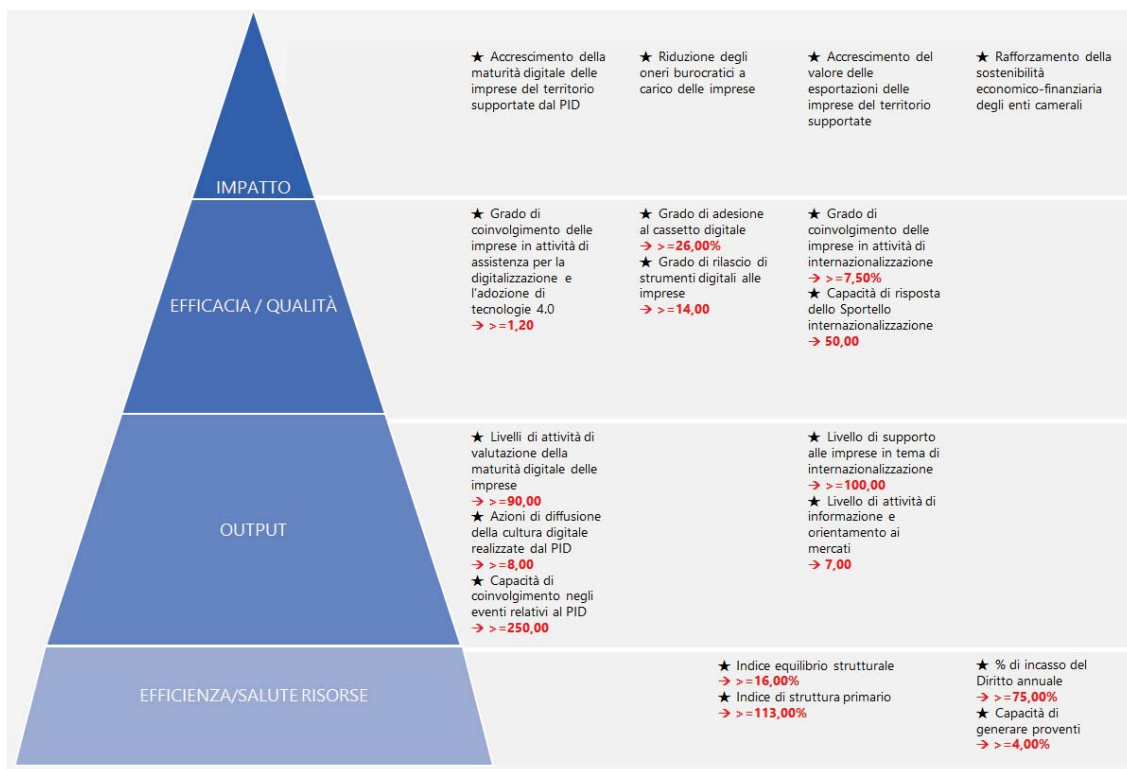 IMPATTO
★ Accrescimento della
maturità digitale delle
imprese del territorio
supportate dal PID
★ Riduzione degli
oneri burocratici a
carico delle imprese
★ Accrescimento del
valore delle
esportazioni delle
imprese del territorio
supportate
★ Rafforzamento della
sostenibilità
economico-finanziaria
degli enti camerali
EFFICACIA / QUALITÀ
★ Grado di
coinvolgimento delle
imprese in attività di
assistenza per la
digitalizzazione e
l'adozione di
tecnologie 4.0
→ >=1,20
★ Grado di adesione
al cassetto digitale
→ >=26,00%
★ Grado di rilascio di
strumenti digitali alle
imprese
→ >=14,00
★ Grado di
coinvolgimento delle
imprese in attività di
internazionalizzazione
→ >=7,50%
★ Capacità di risposta
dello Sportello
internazionalizzazione
→ 50,00
OUTPUT
★ Livelli di attività di
valutazione della
maturità digitale delle
imprese
→ >=90,00
★ Azioni di diffusione
della cultura digitale
realizzate dal PID
→ >=8,00
★ Capacità di
coinvolgimento negli
eventi relativi al PID
→ >=250,00
★ Livello di supporto
alle imprese in tema di
internazionalizzazione
→ >=100,00
★ Livello di attività di
informazione e
orientamento ai
mercati
→ 7,00
EFFICIENZA/SALUTE RISORSE
★ Indice equilibrio strutturale
→ >=16,00%
★ Indice di struttura primario
→ >=113,00%
★ % di incasso del
Diritto annuale
→ >=75,00%
★ Capacità di
generare proventi
→ >=4,00%